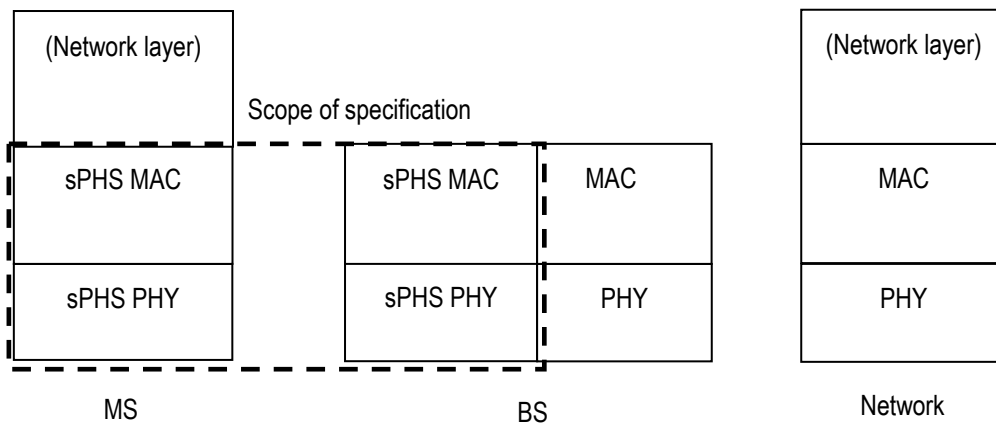 (Network layer)
(Network layer)
Scope of specification
sPHS MAC
sPHS MAC
MAC
MAC
sPHS PHY
sPHS PHY
PHY
PHY
MS
BS
Network